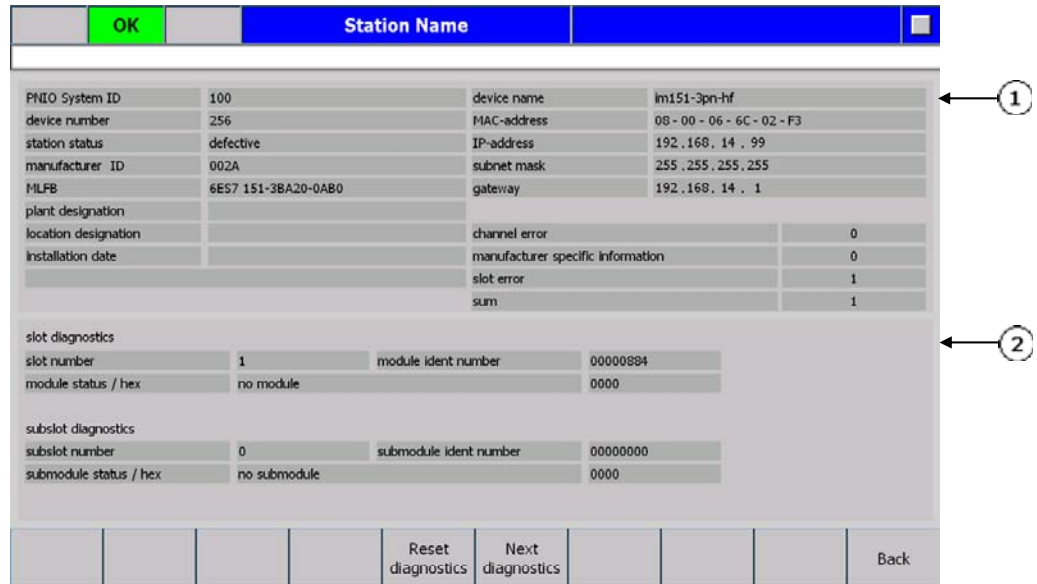 OK Station Name
PNIO System ID 100 device name im151-3pn-hf
1
device number 256 MAC-address 08 - 00 - 06 - 6C - 02 - F3
station status defective IP-address 192.168. 14 . 99
manufacturer ID 002A subnet mask 255 .255.255.255
MLFB 6ES7 151-3BA20-0AB0 gateway 192.168. 14 . 1
plant designation
location designation channel error 0
installation date manufacturer specific information 0
slot error 1
sum 1
slot diagnostics
2
slot number 1 module ident number 00000884
module status / hex no module 0000
subslot diagnostics
subslot number 0 submodule ident number 00000000
submodule status / hex no submodule 0000
Reset diagnostics Next diagnostics Back